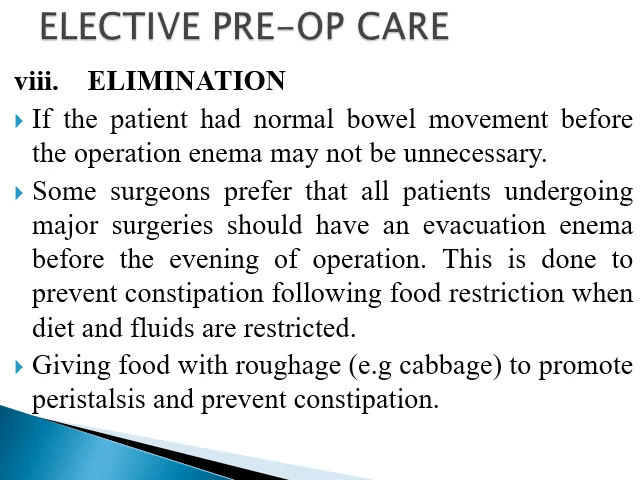 ELECTIVE PRE-OP CARE
viii. ELIMINATION
If the patient had normal bowel movement before
the operation enema may not be unnecessary.
Some surgeons prefer that all patients undergoing
major surgeries should have an evacuation enema
before the evening of operation. This is done to
prevent constipation following food restriction when
diet and fluids are restricted.
Giving food with roughage (e.g cabbage) to promote
peristalsis and prevent constipation.